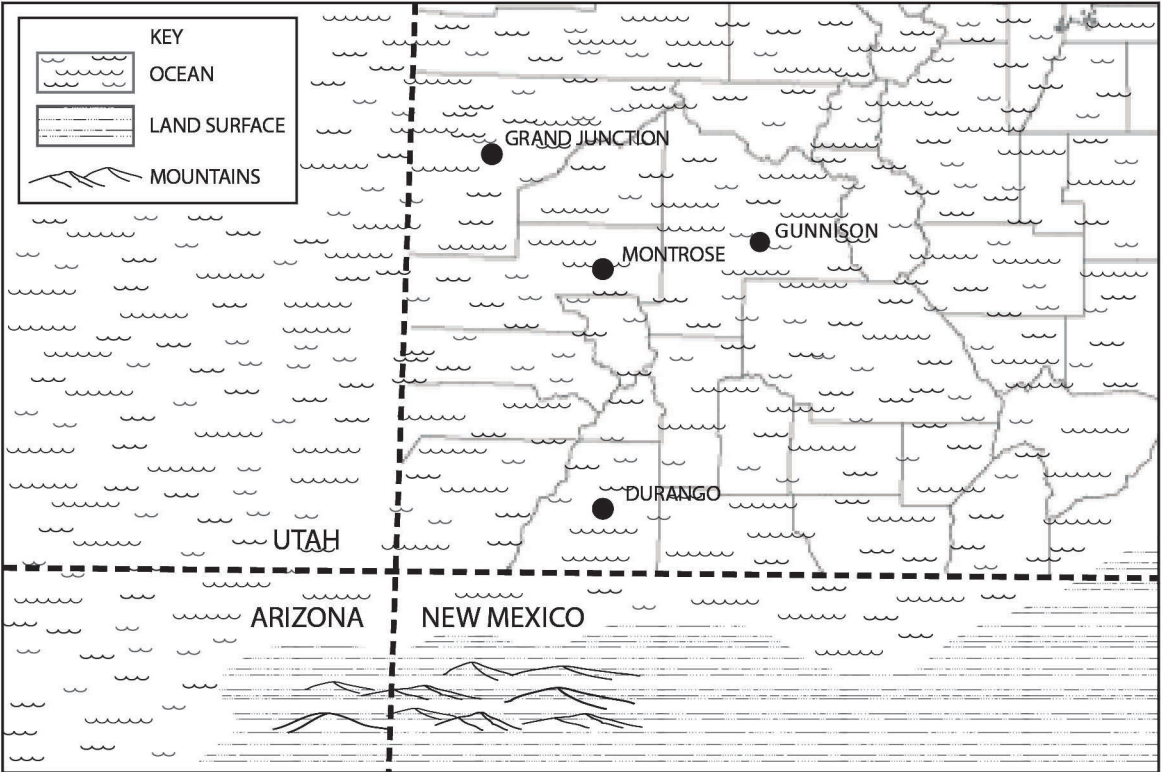 KEY
OCEAN
LAND SURFACE
MOUNTAINS
GRAND JUNCTION
GUNNISON
MONTROSE
DURANGO
UTAH
ARIZONA
NEW MEXICO